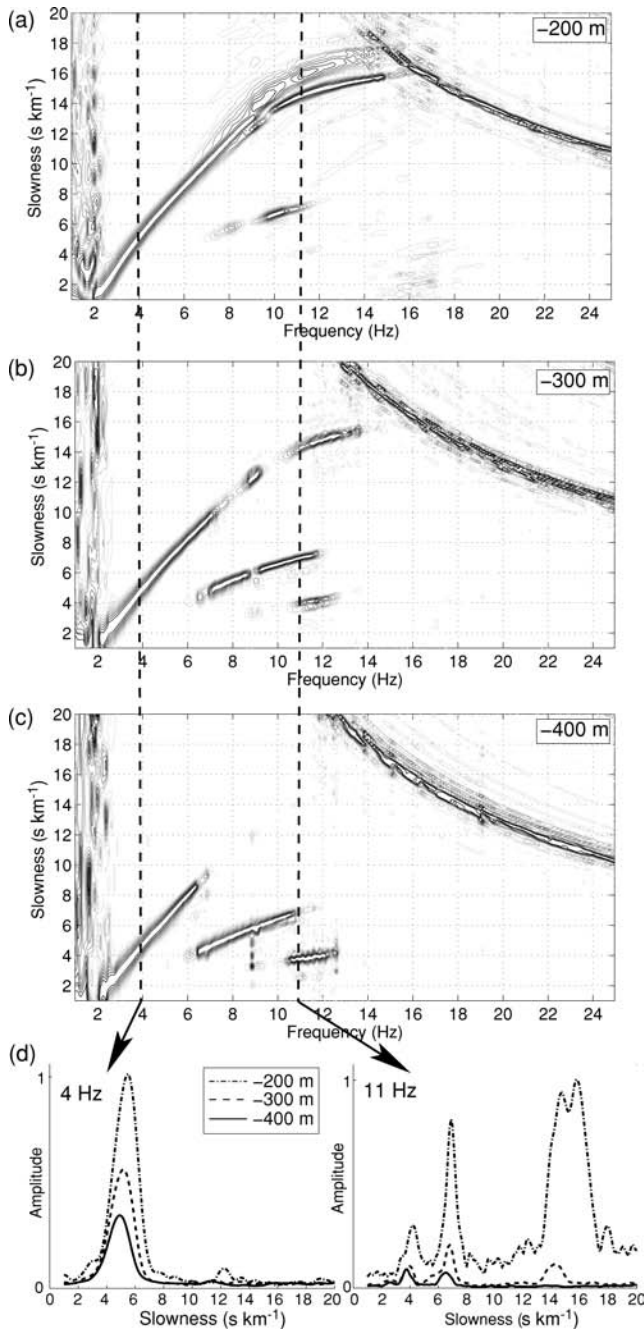 (a)
−200 m
20
18
16
14
12
10
8
6
4
2
Slowness (s km⁻¹)
2 4 6 8 10 12 14 16 18 20 22 24
Frequency (Hz)
(b)
−300 m
20
18
16
14
12
10
8
6
4
2
Slowness (s km⁻¹)
2 4 6 8 10 12 14 16 18 20 22 24
Frequency (Hz)
(c)
−400 m
20
18
16
14
12
10
8
6
4
2
Slowness (s km⁻¹)
2 4 6 8 10 12 14 16 18 20 22 24
Frequency (Hz)
(d)
1
4 Hz
Amplitude
0
0 2 4 6 8 10 12 14 16 18 20
Slowness (s km⁻¹)
−200 m
−300 m
−400 m
1
11 Hz
Amplitude
0
0 2 4 6 8 10 12 14 16 18 20
Slowness (s km⁻¹)